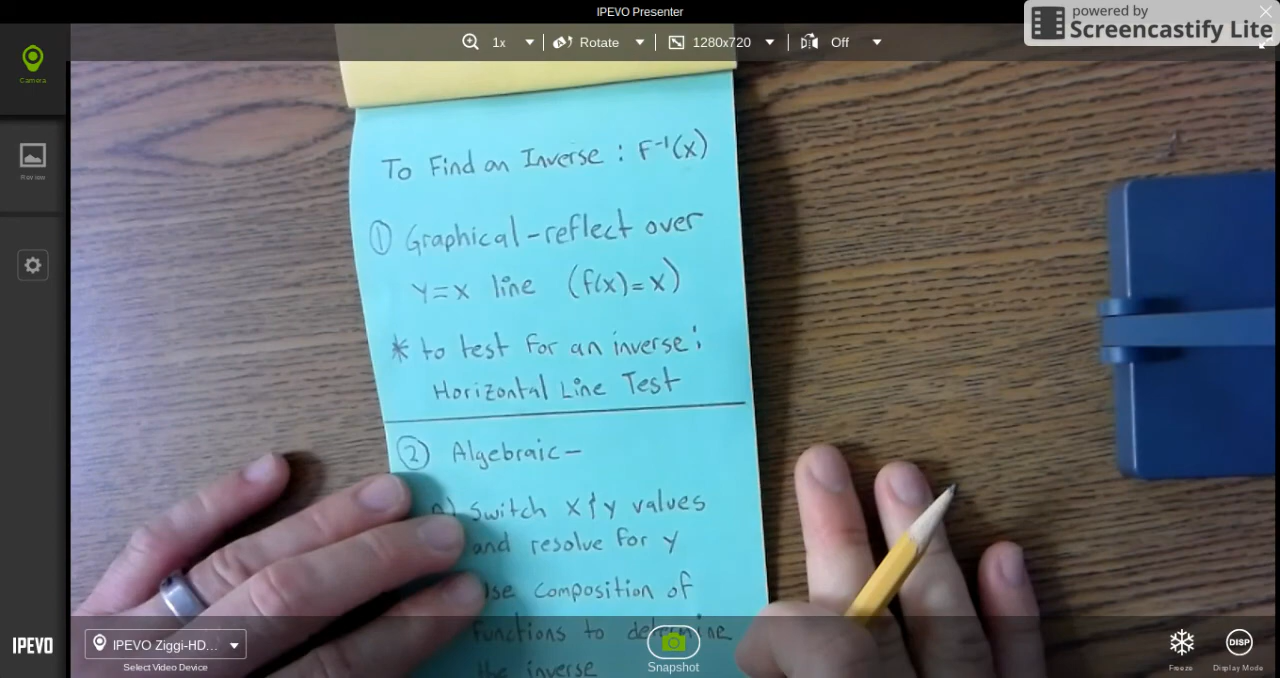 IPEVO Presenter
powered by
Screencastify Lite
Camera
1x
Rotate
1280x720
Off
Review
To Find an Inverse : F⁻¹(x)
① Graphical - reflect over
y=x line (f(x)=x)
* to test for an inverse:
Horizontal Line Test
② Algebraic -
a) switch x & y values
and resolve for y
use composition of
functions to determine
the inverse
IPEVO
IPEVO Ziggi-HD...
Select Video Device
Snapshot
Freeze
DISP
Display Mode